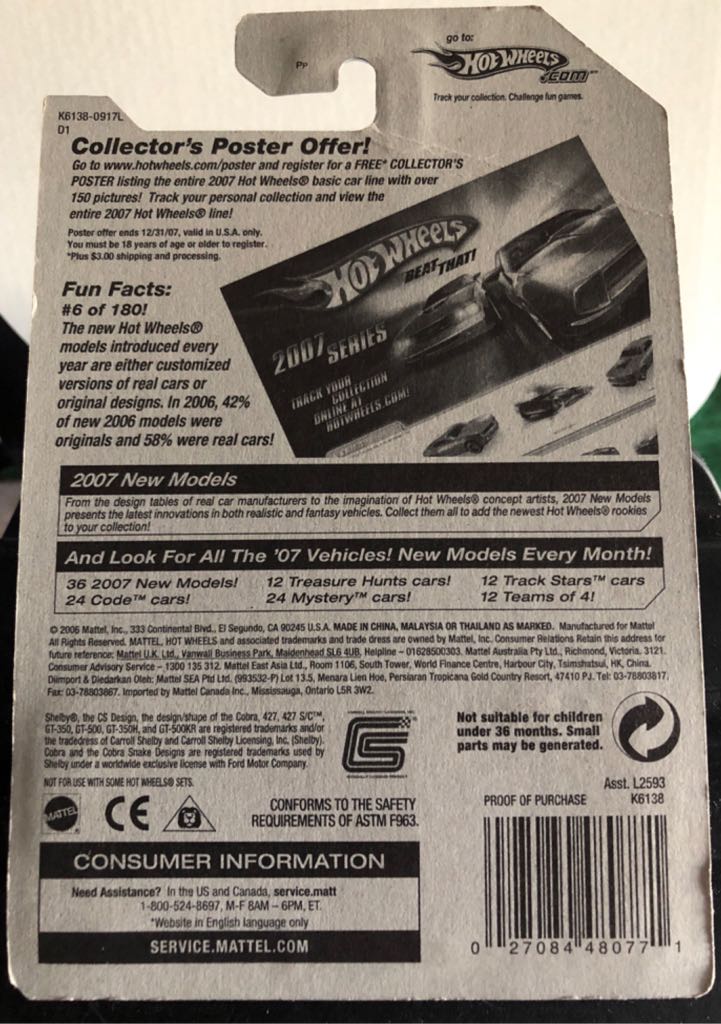 PP
go to:
HOT WHEELS
.COM™
Track your collection. Challenge fun games.
K6138-0917L
D1
Collector's Poster Offer!
Go to www.hotwheels.com/poster and register for a FREE* COLLECTOR'S
POSTER listing the entire 2007 Hot Wheels® basic car line with over
150 pictures! Track your personal collection and view the
entire 2007 Hot Wheels® line!
Poster offer ends 12/31/07, valid in U.S.A. only.
You must be 18 years of age or older to register.
*Plus $3.00 shipping and processing.
HOT WHEELS
BEAT THAT!
2007 SERIES
TRACK YOUR
COLLECTION
ONLINE AT
HOTWHEELS.COM!
Fun Facts:
#6 of 180!
The new Hot Wheels®
models introduced every
year are either customized
versions of real cars or
original designs. In 2006, 42%
of new 2006 models were
originals and 58% were real cars!
2007 New Models
From the design tables of real car manufacturers to the imagination of Hot Wheels® concept artists, 2007 New Models
presents the latest innovations in both realistic and fantasy vehicles. Collect them all to add the newest Hot Wheels® rookies
to your collection!
And Look For All The '07 Vehicles! New Models Every Month!
36 2007 New Models! 12 Treasure Hunts cars! 12 Track Stars™ cars
24 Code™ cars! 24 Mystery™ cars! 12 Teams of 4!
© 2006 Mattel, Inc., 333 Continental Blvd., El Segundo, CA 90245 U.S.A. MADE IN CHINA, MALAYSIA OR THAILAND AS MARKED. Manufactured for Mattel
All Rights Reserved. MATTEL, HOT WHEELS and associated trademarks and trade dress are owned by Mattel, Inc. Consumer Relations Retain this address for
future reference: Mattel U.K. Ltd., Vanwall Business Park, Maidenhead SL6 4UB. Helpline – 01628500303. Mattel Australia Pty. Ltd., Richmond, Victoria. 3121.
Consumer Advisory Service – 1300 135 312. Mattel East Asia Ltd., Room 1106, South Tower, World Finance Centre, Harbour City, Tsimshatsui, HK, China.
Diimport & Diedarkan Oleh: Mattel SEA Ptd Ltd. (993532-P) Lot 13.5, Menara Lien Hoe, Persiaran Tropicana Gold Country Resort, 47410 PJ. Tel: 03-78803817,
Fax: 03-78803867. Imported by Mattel Canada Inc., Mississauga, Ontario L5R 3W2.
Shelby®, the CS Design, the design/shape of the Cobra, 427, 427 S/C™,
GT-350, GT-500, GT-350H, and GT-500KR are registered trademarks and/or
the tradedress of Carroll Shelby and Carroll Shelby Licensing, Inc. (Shelby).
Cobra and the Cobra Snake Designs are registered trademarks used by
Shelby under a worldwide exclusive license with Ford Motor Company.
NOT FOR USE WITH SOME HOT WHEELS® SETS.
CS
Not suitable for children
under 36 months. Small
parts may be generated.
Asst. L2593
PROOF OF PURCHASE K6138
MATTEL
CE
CONFORMS TO THE SAFETY
REQUIREMENTS OF ASTM F963.
CONSUMER INFORMATION
Need Assistance? In the US and Canada, service.matt
1-800-524-8697, M-F 8AM – 6PM, ET.
*Website in English language only
SERVICE.MATTEL.COM
0 27084 48077 1